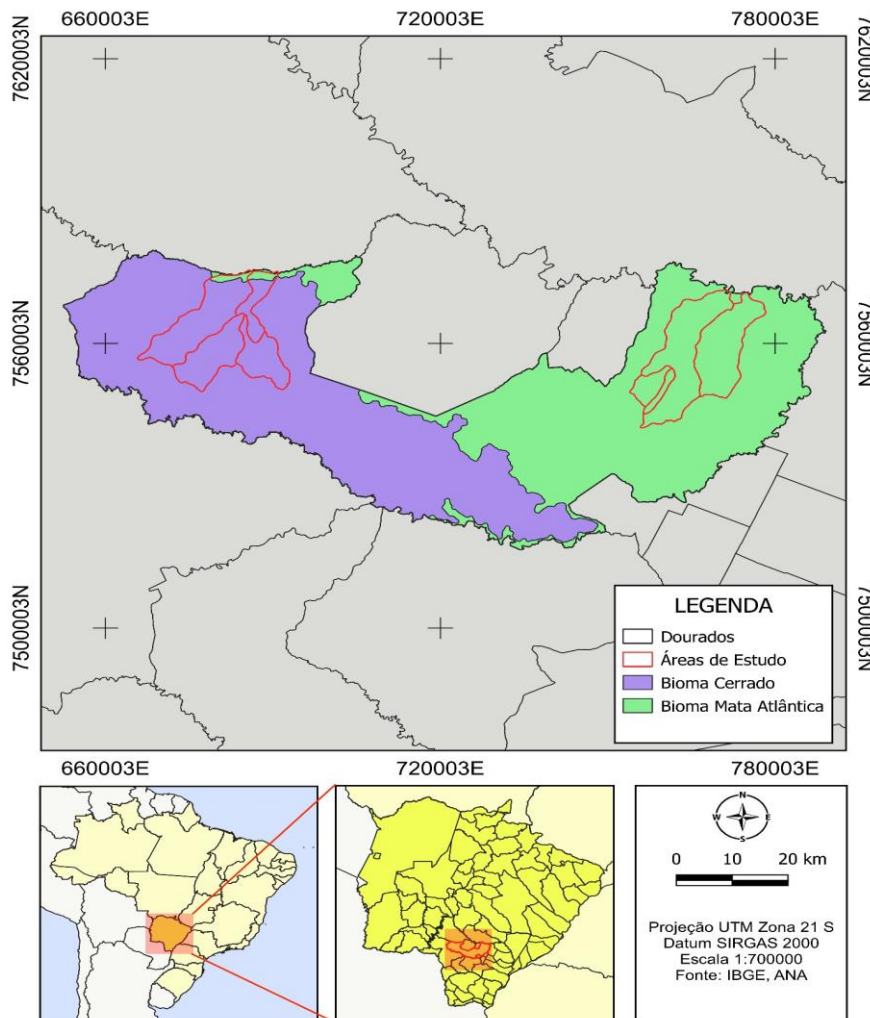 660003E 720003E 780003E
7620003N 7620003N
7560003N 7560003N
7500003N 7500003N
LEGENDA
Dourados
Áreas de Estudo
Bioma Cerrado
Bioma Mata Atlântica
660003E 720003E 780003E
N
W E
S
0 10 20 km
Projeção UTM Zona 21 S
Datum SIRGAS 2000
Escala 1:700000
Fonte: IBGE, ANA